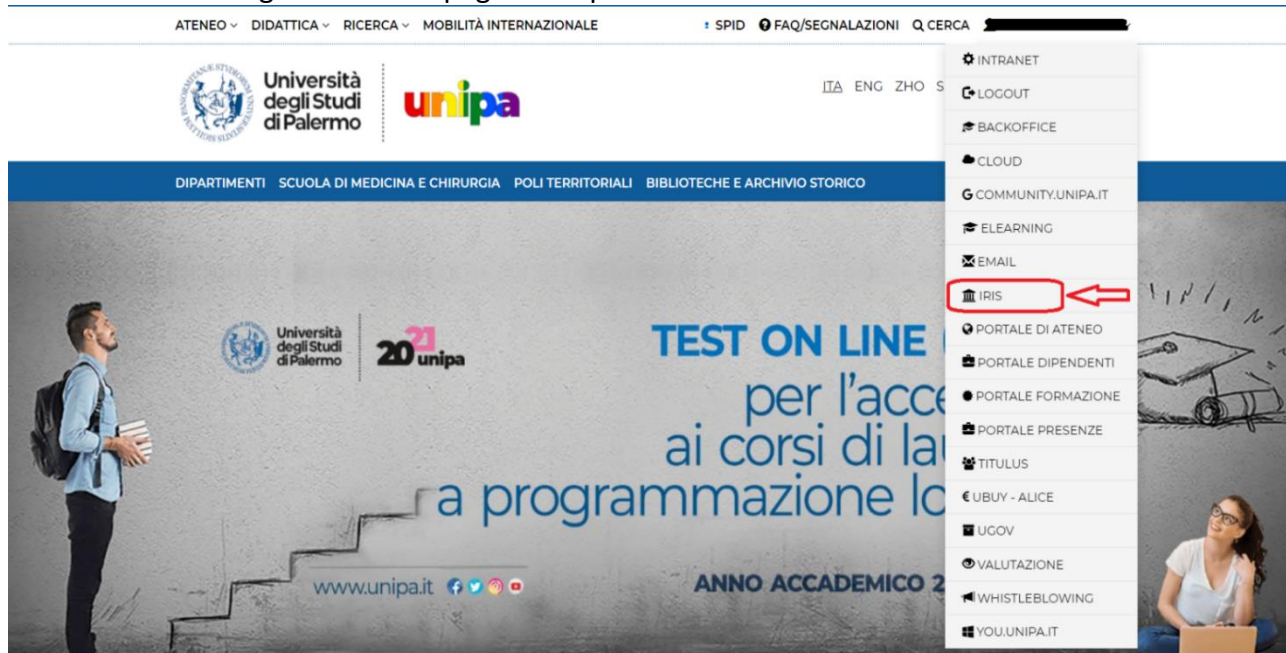 ATENEO DIDATTICA RICERCA MOBILITÀ INTERNAZIONALE SPID FAQ/SEGNALAZIONI CERCA
Università
degli Studi
di Palermo
unipa
ITA ENG ZHO
DIPARTIMENTI SCUOLA DI MEDICINA E CHIRURGIA POLI TERRITORIALI BIBLIOTECHE E ARCHIVIO STORICO
INTRANET
LOGOUT
BACKOFFICE
CLOUD
COMMUNITY.UNIPA.IT
ELEARNING
EMAIL
IRIS
PORTALE DI ATENEO
PORTALE DIPENDENTI
PORTALE FORMAZIONE
PORTALE PRESENZE
TITULUS
UBUY - ALICE
UGOV
VALUTAZIONE
WHISTLEBLOWING
YOU.UNIPA.IT
Università
degli Studi
di Palermo
2021 unipa
TEST ON LINE
per l'acce
ai corsi di la
a programmazione lo
www.unipa.it
ANNO ACCADEMICO 2